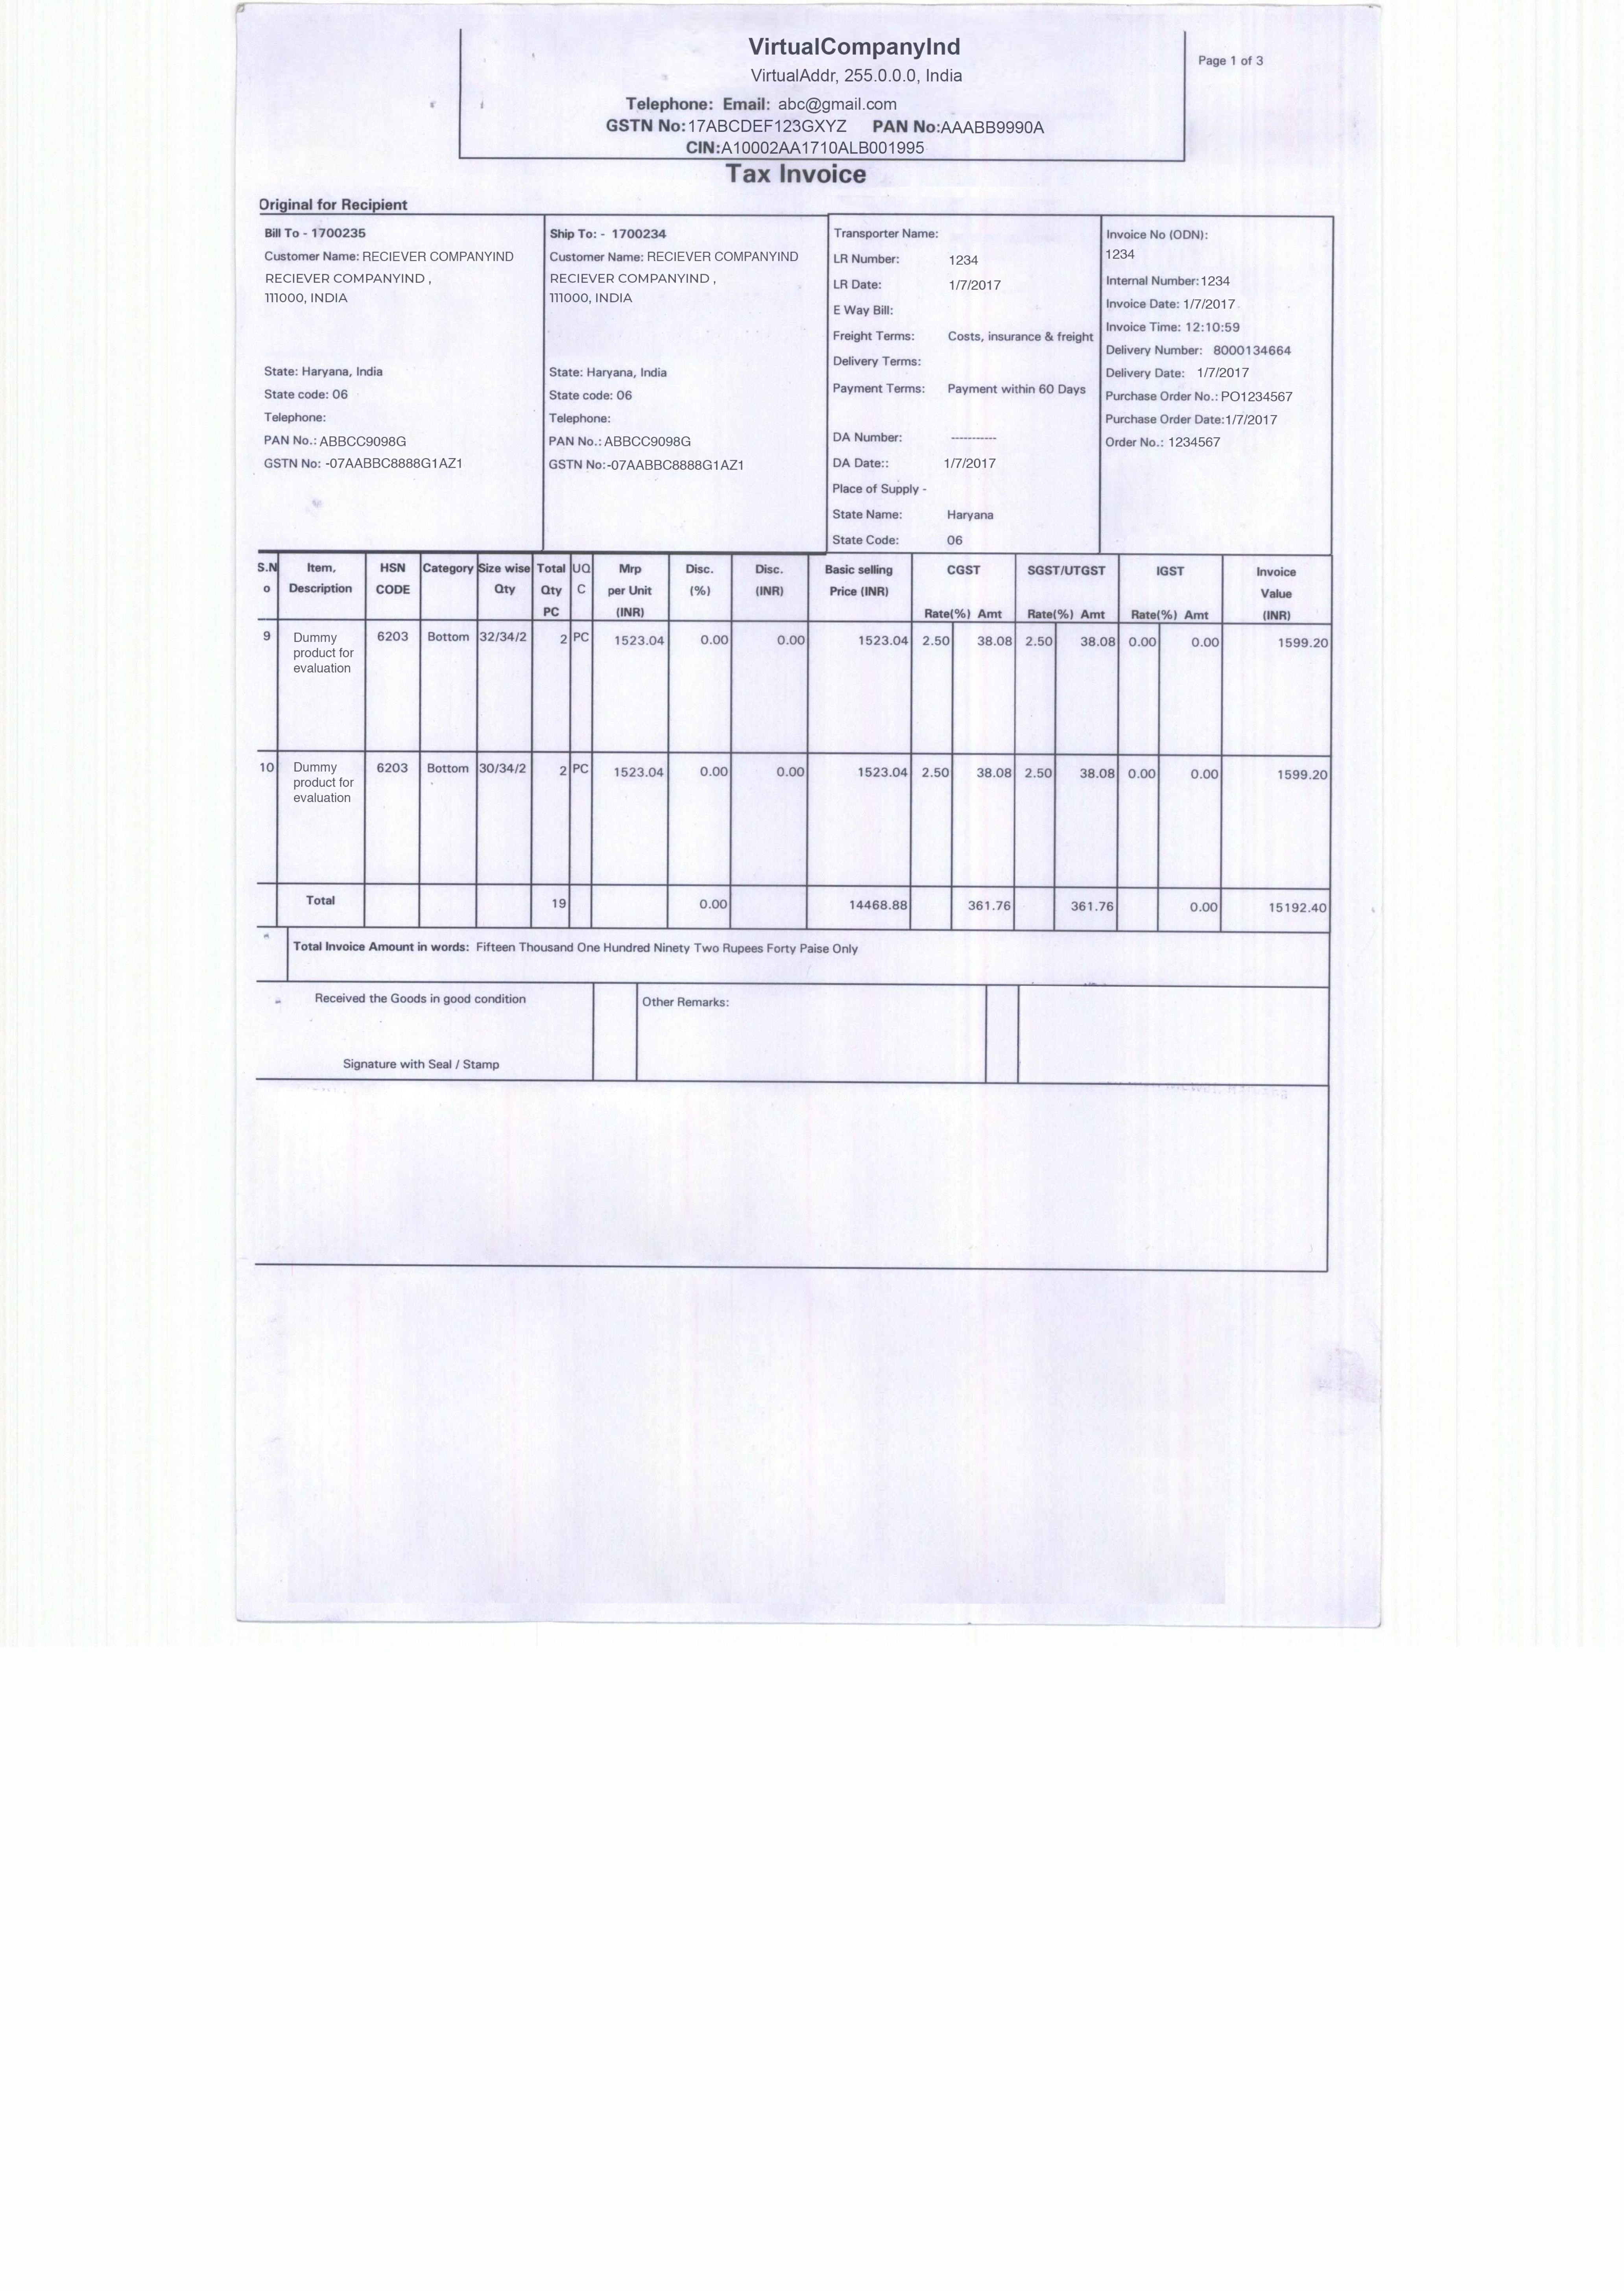 VirtualCompanyInd
Page 1 of 3
VirtualAddr, 255.0.0.0, India
Telephone: Email: abc@gmail.com
GSTN No:17ABCDEF123GXYZ PAN No:AAABB9990A
CIN:A10002AA1710ALB001995
Tax Invoice
Original for Recipient
Bill To - 1700235
Customer Name: RECIEVER COMPANYIND
RECIEVER COMPANYIND ,
111000, INDIA
State: Haryana, India
State code: 06
Telephone:
PAN No.: ABBCC9098G
GSTN No: -07AABBC8888G1AZ1
Ship To: - 1700234
Customer Name: RECIEVER COMPANYIND
RECIEVER COMPANYIND ,
111000, INDIA
State: Haryana, India
State code: 06
Telephone:
PAN No.: ABBCC9098G
GSTN No:-07AABBC8888G1AZ1
Transporter Name:
LR Number: 1234
LR Date: 1/7/2017
E Way Bill:
Freight Terms: Costs, insurance & freight
Delivery Terms:
Payment Terms: Payment within 60 Days
DA Number: -----------
DA Date:: 1/7/2017
Place of Supply -
State Name: Haryana
State Code: 06
Invoice No (ODN):
1234
Internal Number: 1234
Invoice Date: 1/7/2017
Invoice Time: 12:10:59
Delivery Number: 8000134664
Delivery Date: 1/7/2017
Purchase Order No.: PO1234567
Purchase Order Date:1/7/2017
Order No.: 1234567
S.N Item. HSN Category Size wise Total UQ Mrp Disc. Disc. Basic selling CGST SGST/UTGST IGST Invoice
o Description CODE Qty Qty C per Unit (%) (INR) Price (INR) Value
PC (INR) Rate(%) Amt Rate(%) Amt Rate(%) Amt (INR)
9 Dummy 6203 Bottom 32/34/2 2 PC 1523.04 0.00 0.00 1523.04 2.50 38.08 2.50 38.08 0.00 0.00 1599.20
product for
evaluation
10 Dummy 6203 Bottom 30/34/2 2 PC 1523.04 0.00 0.00 1523.04 2.50 38.08 2.50 38.08 0.00 0.00 1599.20
product for
evaluation
Total 19 0.00 14468.88 361.76 361.76 0.00 15192.40
Total Invoice Amount in words: Fifteen Thousand One Hundred Ninety Two Rupees Forty Paise Only
Received the Goods in good condition
Other Remarks:
Signature with Seal / Stamp